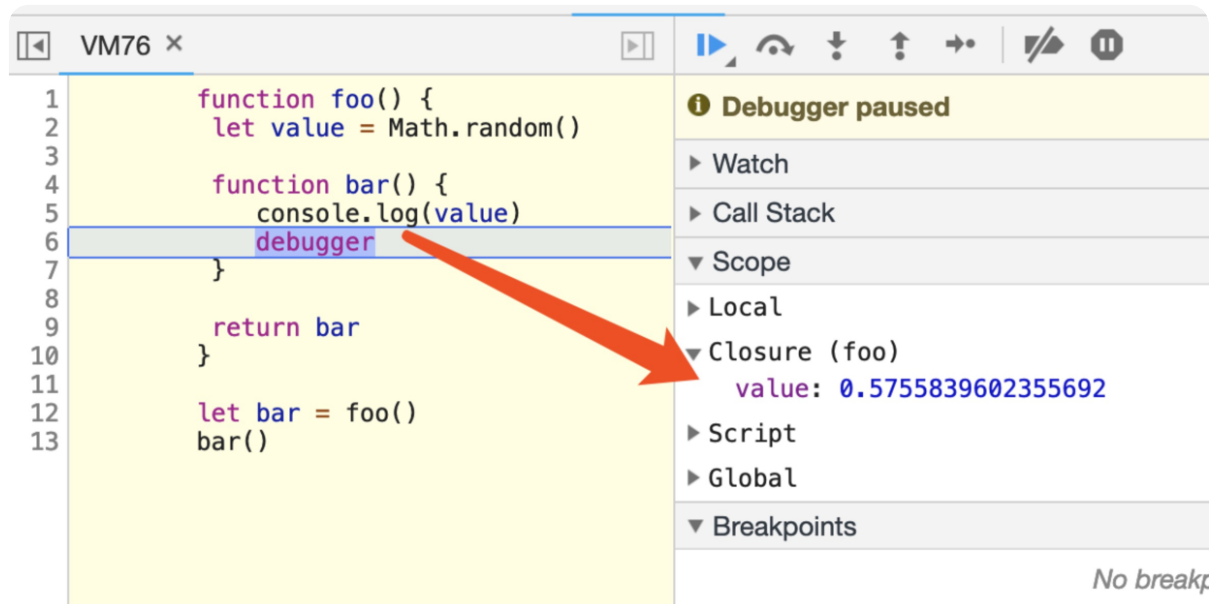 VM76 ×
1 function foo() {
2 let value = Math.random()
3
4 function bar() {
5 console.log(value)
6 debugger
7 }
8
9 return bar
10 }
11
12 let bar = foo()
13 bar()
Debugger paused
Watch
Call Stack
Scope
Local
Closure (foo)
value: 0.5755839602355692
Script
Global
Breakpoints
No breakp